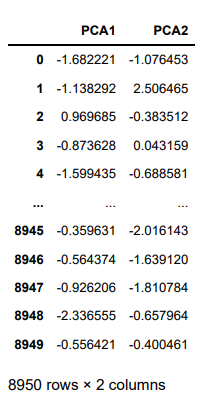 PCA1 PCA2
0 -1.682221 -1.076453
1 -1.138292 2.506465
2 0.969685 -0.383512
3 -0.873628 0.043159
4 -1.599435 -0.688581
... ... ...
8945 -0.359631 -2.016143
8946 -0.564374 -1.639120
8947 -0.926206 -1.810784
8948 -2.336555 -0.657964
8949 -0.556421 -0.400461
8950 rows × 2 columns